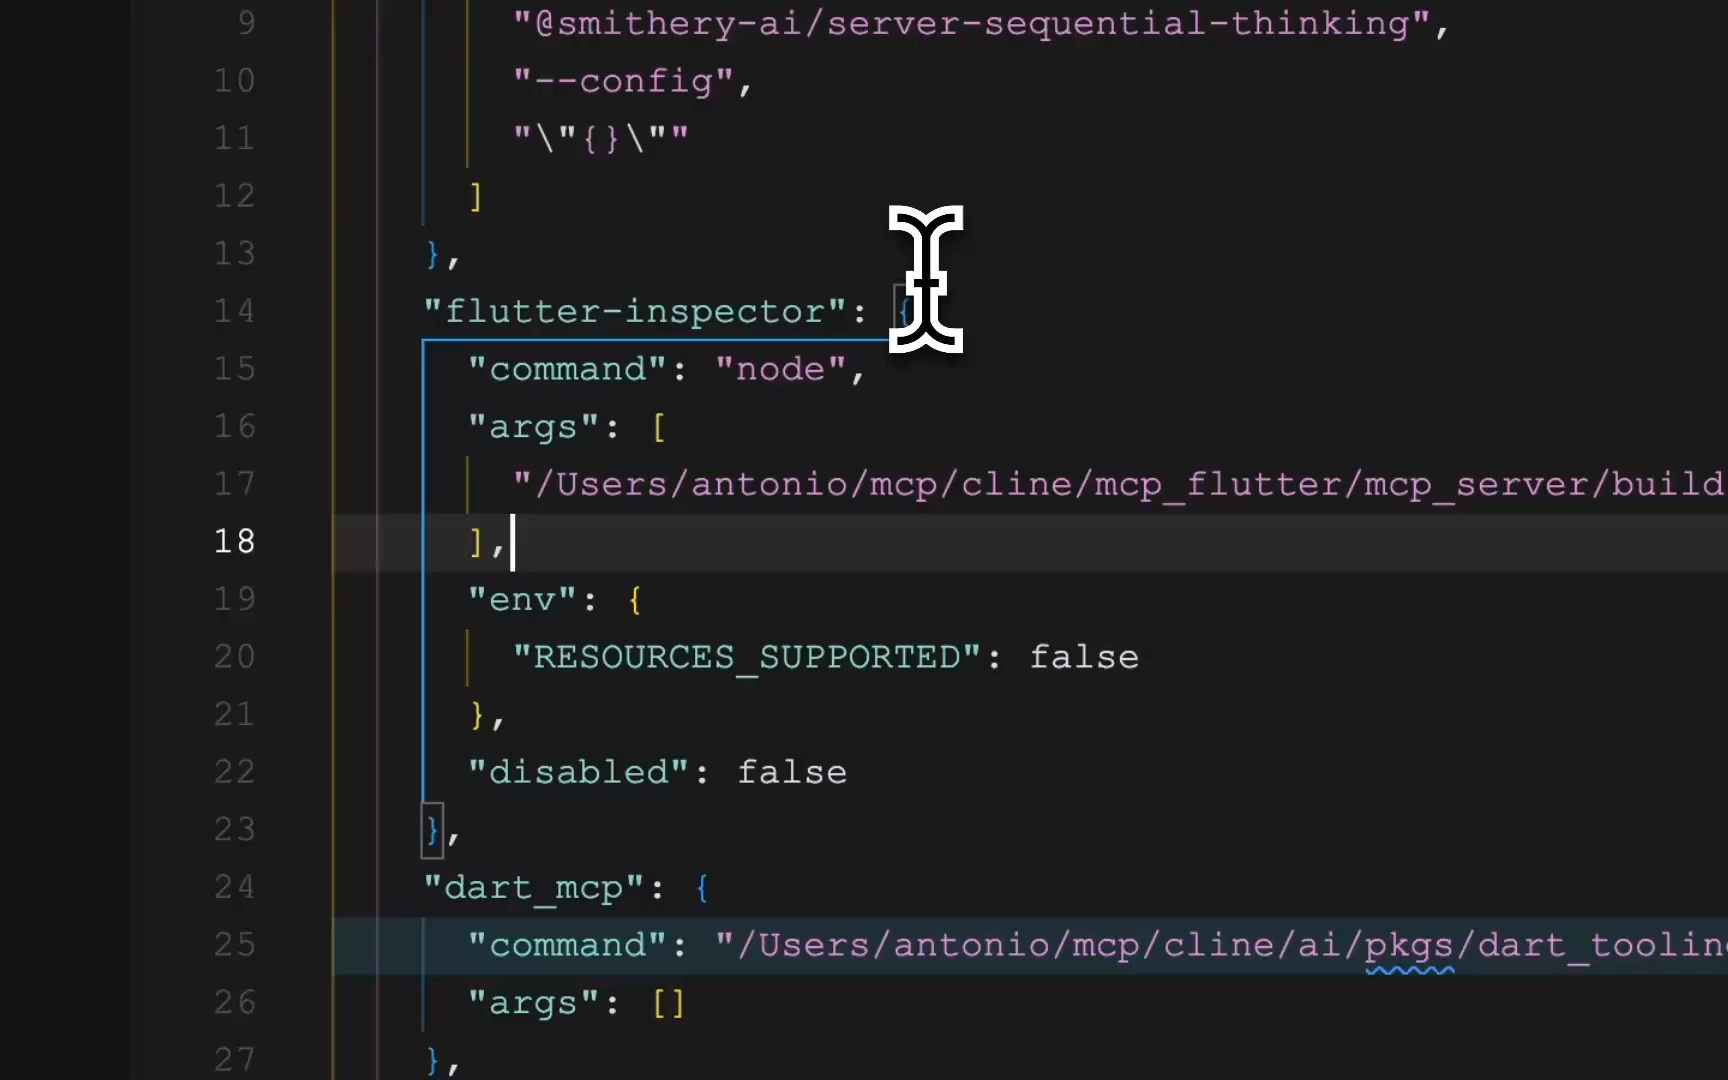 9 "@smithery-ai/server-sequential-thinking",
10 "--config",
11 "\"{}\""
12 ]
13 },
14 "flutter-inspector": {
15 "command": "node",
16 "args": [
17 "/Users/antonio/mcp/cline/mcp_flutter/mcp_server/build
18 ],
19 "env": {
20 "RESOURCES_SUPPORTED": false
21 },
22 "disabled": false
23 },
24 "dart_mcp": {
25 "command": "/Users/antonio/mcp/cline/ai/pkgs/dart_tooling
26 "args": []
27 },